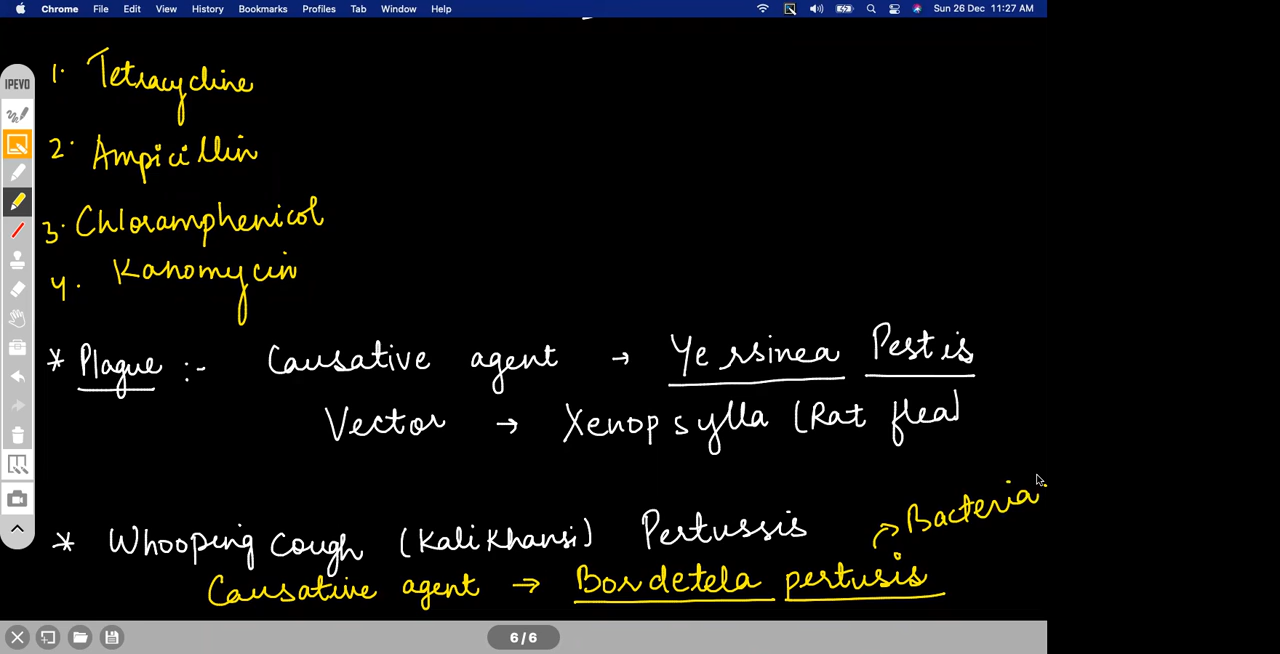 Chrome File Edit View History Bookmarks Profiles Tab Window Help Sun 26 Dec 11:27 AM
IPEVO
1. Tetracycline
2. Ampicillin
3. Chloramphenicol
4. Kanomycin
* Plague :- Causative agent → Yersinea Pestis
Vector → Xenopsylla (Rat flea)
→ Bacteria
* Whooping cough (Kali Khansi) Pertussis
Causative agent → Bordetela pertusis
6/6